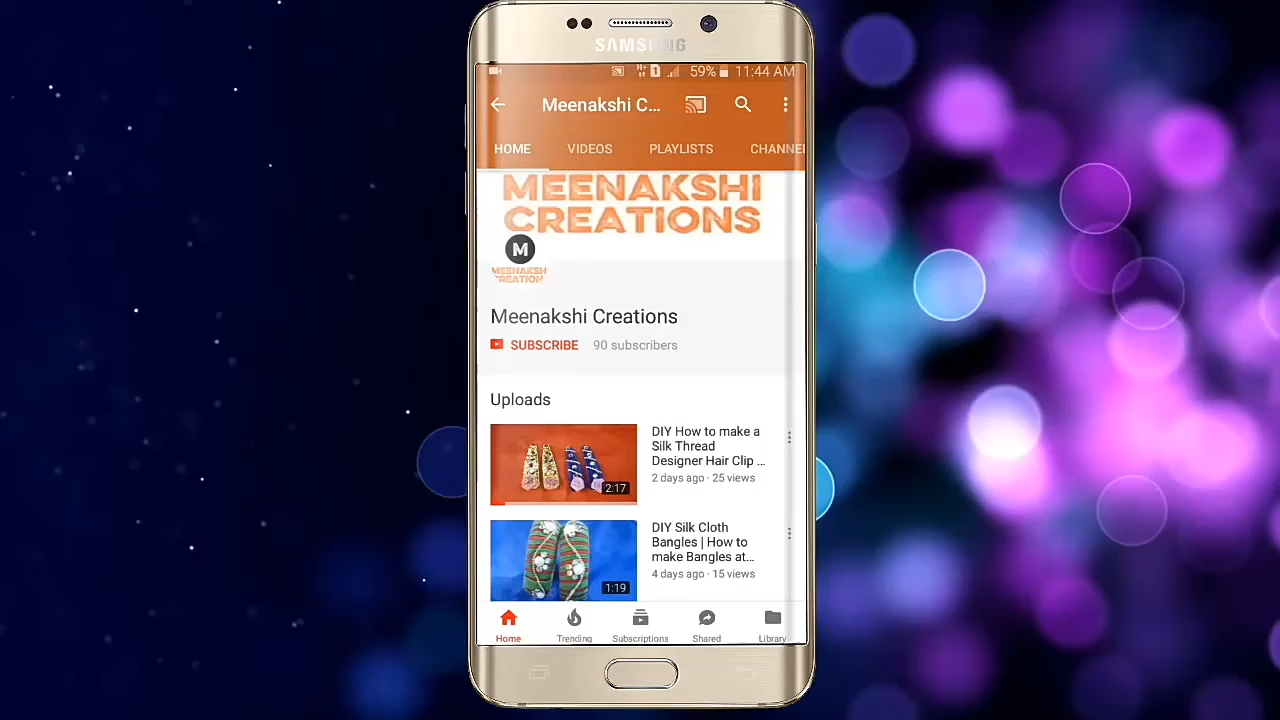 SAMSUNG
59% 11:44 AM
Meenakshi C...
HOME VIDEOS PLAYLISTS CHANNEL
MEENAKSHI
CREATIONS
M
MEENAKSHI
CREATION
Meenakshi Creations
SUBSCRIBE 90 subscribers
Uploads
DIY How to make a
Silk Thread
Designer Hair Clip ...
2 days ago · 25 views
2:17
DIY Silk Cloth
Bangles | How to
make Bangles at...
4 days ago · 15 views
1:19
Home Trending Subscriptions Shared Library